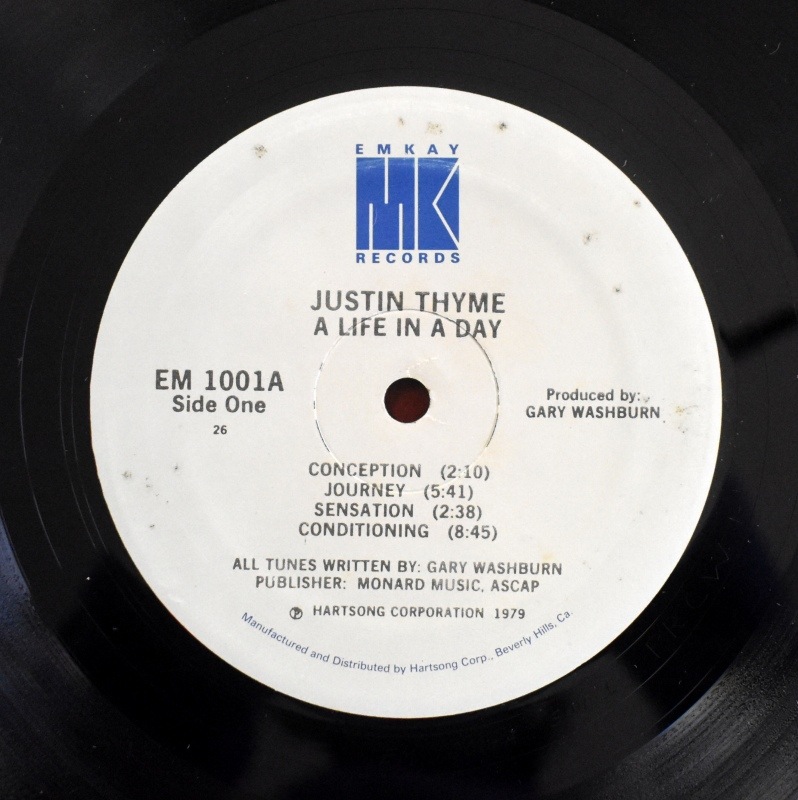 EMKAY
MK
RECORDS
JUSTIN THYME
A LIFE IN A DAY
EM 1001A
Side One
26
Produced by:
GARY WASHBURN
CONCEPTION (2:10)
JOURNEY (5:41)
SENSATION (2:38)
CONDITIONING (8:45)
ALL TUNES WRITTEN BY: GARY WASHBURN
PUBLISHER: MONARD MUSIC, ASCAP
℗ HARTSONG CORPORATION 1979
Manufactured and Distributed by Hartsong Corp., Beverly Hills, Ca.